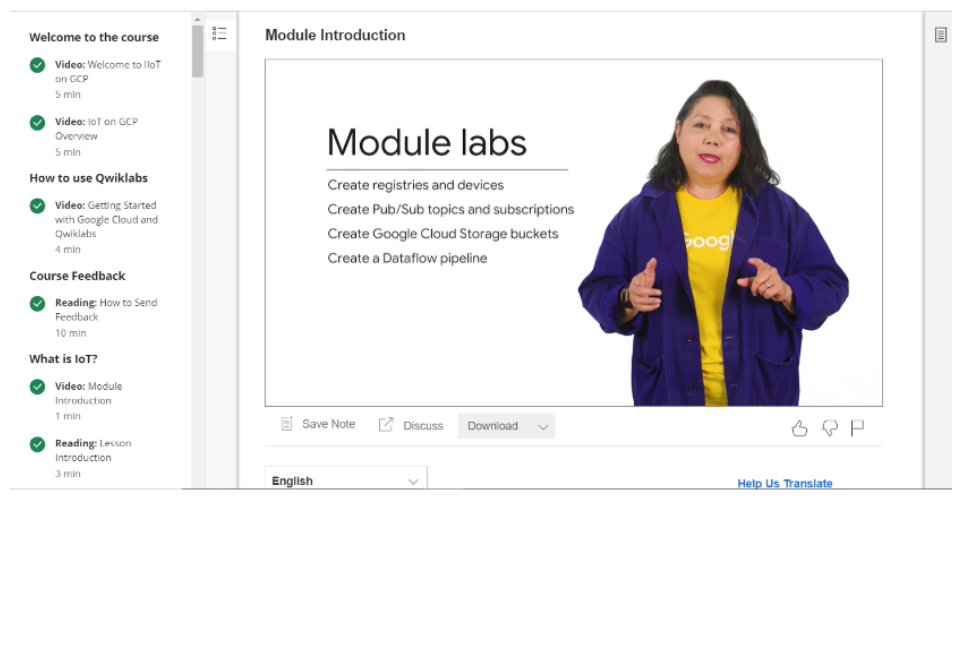 Welcome to the course
Video: Welcome to IIoT
on GCP
5 min
Video: IoT on GCP
Overview
5 min
How to use Qwiklabs
Video: Getting Started
with Google Cloud and
Qwiklabs
4 min
Course Feedback
Reading: How to Send
Feedback
10 min
What is IoT?
Video: Module
Introduction
1 min
Reading: Lesson
Introduction
3 min
Module Introduction
Module labs
Create registries and devices
Create Pub/Sub topics and subscriptions
Create Google Cloud Storage buckets
Create a Dataflow pipeline
Googl
Save Note
Discuss
Download
English
Help Us Translate